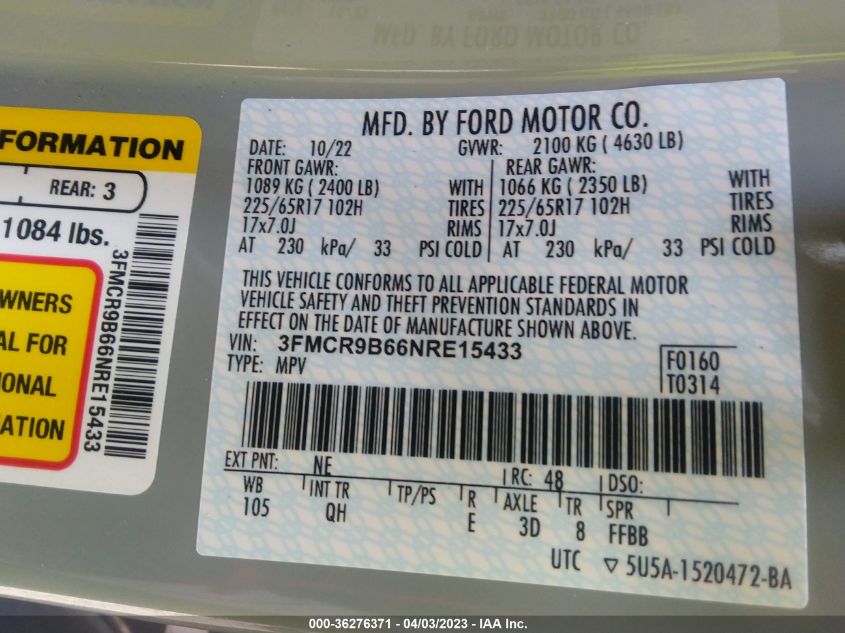 MFD. BY FORD MOTOR CO.
FORMATION
REAR: 3
1084 lbs.
3FMCR9B66NRE15433
WNERS
AL FOR
IONAL
ATION
MFD. BY FORD MOTOR CO.
DATE: 10/22 GVWR: 2100 KG ( 4630 LB)
FRONT GAWR: REAR GAWR:
1089 KG ( 2400 LB) WITH 1066 KG ( 2350 LB) WITH
225/65R17 102H TIRES 225/65R17 102H TIRES
17x7.0J RIMS 17x7.0J RIMS
AT 230 kPa/ 33 PSI COLD AT 230 kPa/ 33 PSI COLD
THIS VEHICLE CONFORMS TO ALL APPLICABLE FEDERAL MOTOR
VEHICLE SAFETY AND THEFT PREVENTION STANDARDS IN
EFFECT ON THE DATE OF MANUFACTURE SHOWN ABOVE.
VIN: 3FMCR9B66NRE15433
TYPE: MPV
F0160
T0314
EXT PNT: NE RC: 48 DSO:
WB INT TR TP/PS R AXLE TR SPR
105 QH E 3D 8 FFBB
UTC ▽ 5U5A-1520472-BA
000-36276371 - 04/03/2023 - IAA Inc.